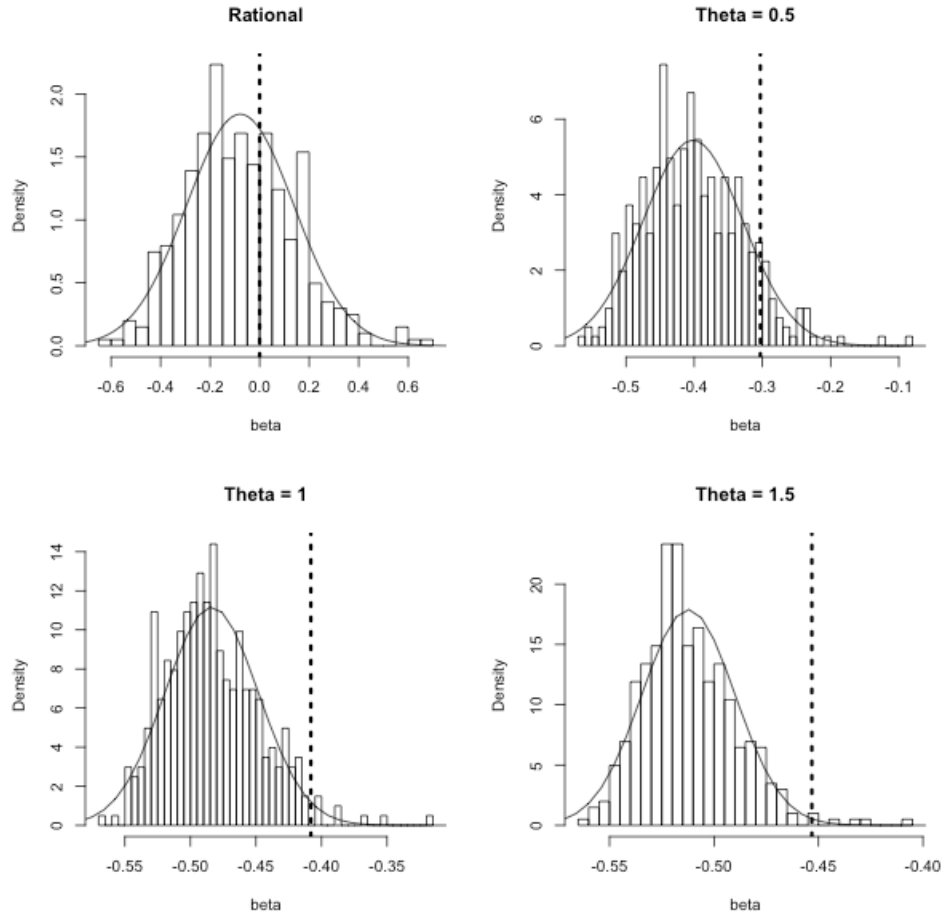 Rational
Density
0.0 0.5 1.0 1.5 2.0
-0.6 -0.4 -0.2 0.0 0.2 0.4 0.6
beta
Theta = 0.5
Density
0 2 4 6
-0.5 -0.4 -0.3 -0.2 -0.1
beta
Theta = 1
Density
0 2 4 6 8 10 12 14
-0.55 -0.50 -0.45 -0.40 -0.35
beta
Theta = 1.5
Density
0 5 10 15 20
-0.55 -0.50 -0.45 -0.40
beta